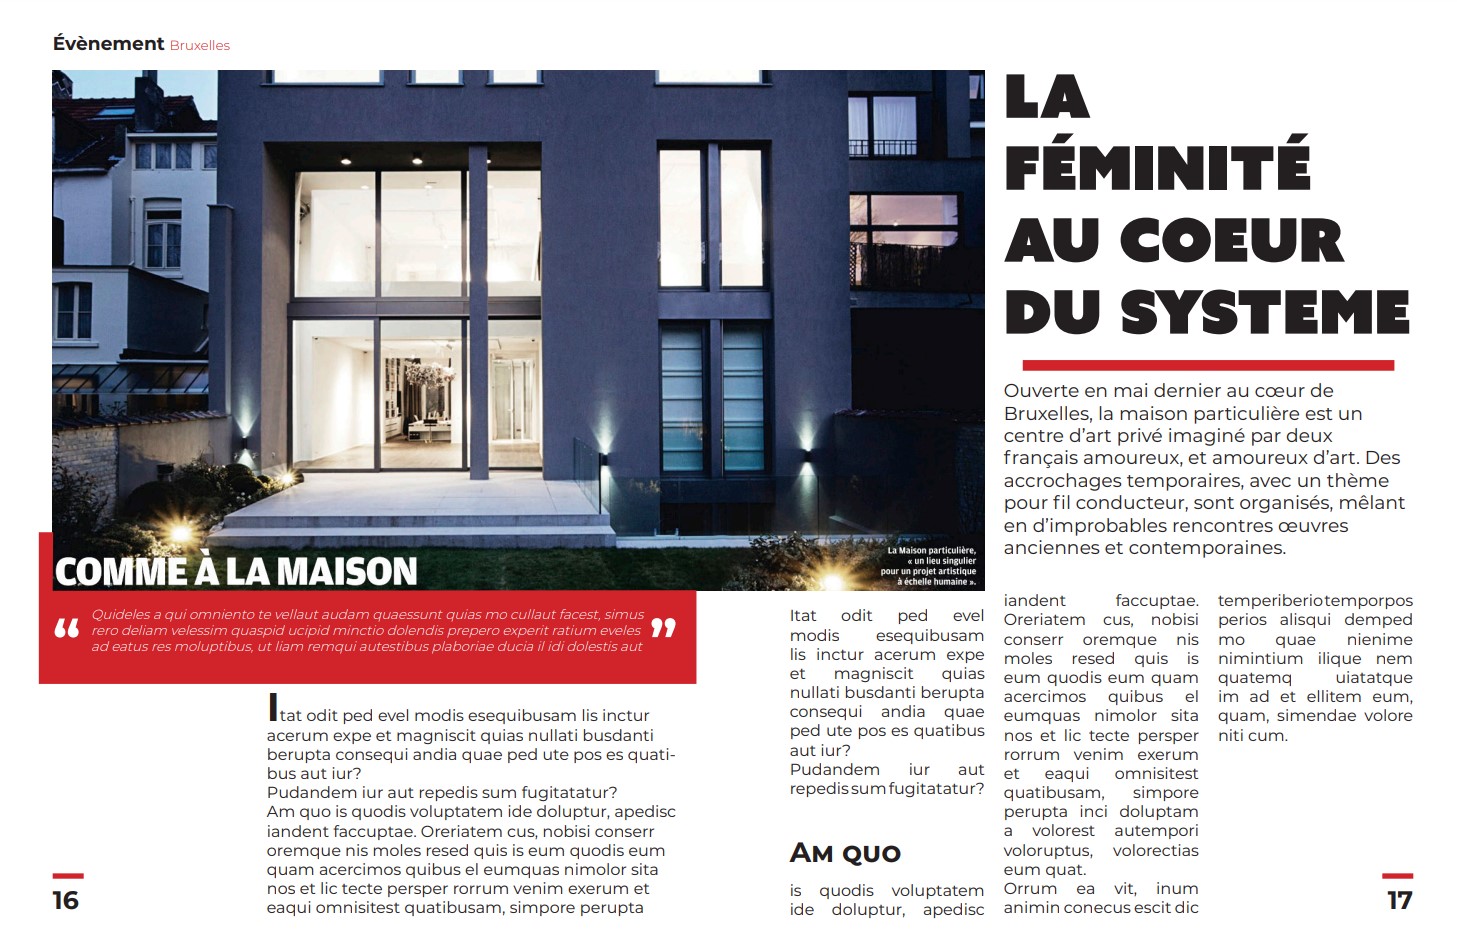 Évènement Bruxelles
LA
FÉMINITÉ
AU COEUR
DU SYSTEME
Ouverte en mai dernier au cœur de
Bruxelles, la maison particulière est un
centre d’art privé imaginé par deux
français amoureux, et amoureux d’art. Des
accrochages temporaires, avec un thème
pour fil conducteur, sont organisés, mêlant
en d’improbables rencontres œuvres
anciennes et contemporaines.
COMME À LA MAISON
La Maison particulière,
« un lieu singulier
pour un projet artistique
à échelle humaine ».
“ Quideles a qui omniento te vellaut audam quaessunt quias mo cullaut facest, simus
rero deliam velessim quaspid ucipid minctio dolendis prepero experit ratium eveles
ad eatus res moluptibus, ut liam remqui autestibus plaboriae ducia il idi dolestis aut ”
Itat odit ped evel modis esequibusam lis inctur
acerum expe et magniscit quias nullati busdanti
berupta consequi andia quae ped ute pos es quati-
bus aut iur?
Pudandem iur aut repedis sum fugitatatur?
Am quo is quodis voluptatem ide doluptur, apedisc
iandent faccuptae. Oreriatem cus, nobisi conserr
oremque nis moles resed quis is eum quodis eum
quam acercimos quibus el eumquas nimolor sita
nos et lic tecte persper rorrum venim exerum et
eaqui omnisitest quatibusam, simpore perupta
Itat odit ped evel
modis esequibusam
lis inctur acerum expe
et magniscit quias
nullati busdanti berupta
consequi andia quae
ped ute pos es quatibus
aut iur?
Pudandem iur aut
repedis sum fugitatatur?
AM QUO
is quodis voluptatem
ide doluptur, apedisc
iandent faccuptae.
Oreriatem cus, nobisi
conserr oremque nis
moles resed quis is
eum quodis eum quam
acercimos quibus el
eumquas nimolor sita
nos et lic tecte persper
rorrum venim exerum
et eaqui omnisitest
quatibusam, simpore
perupta inci doluptam
a volorest autempori
voloruptus, volorectias
eum quat.
Orrum ea vit, inum
animin conecus escit dic
temperiberiotemporpos
perios alisqui demped
mo quae nienime
nimintium ilique nem
quatemq uiatatque
im ad et ellitem eum,
quam, simendae volore
niti cum.
16
17